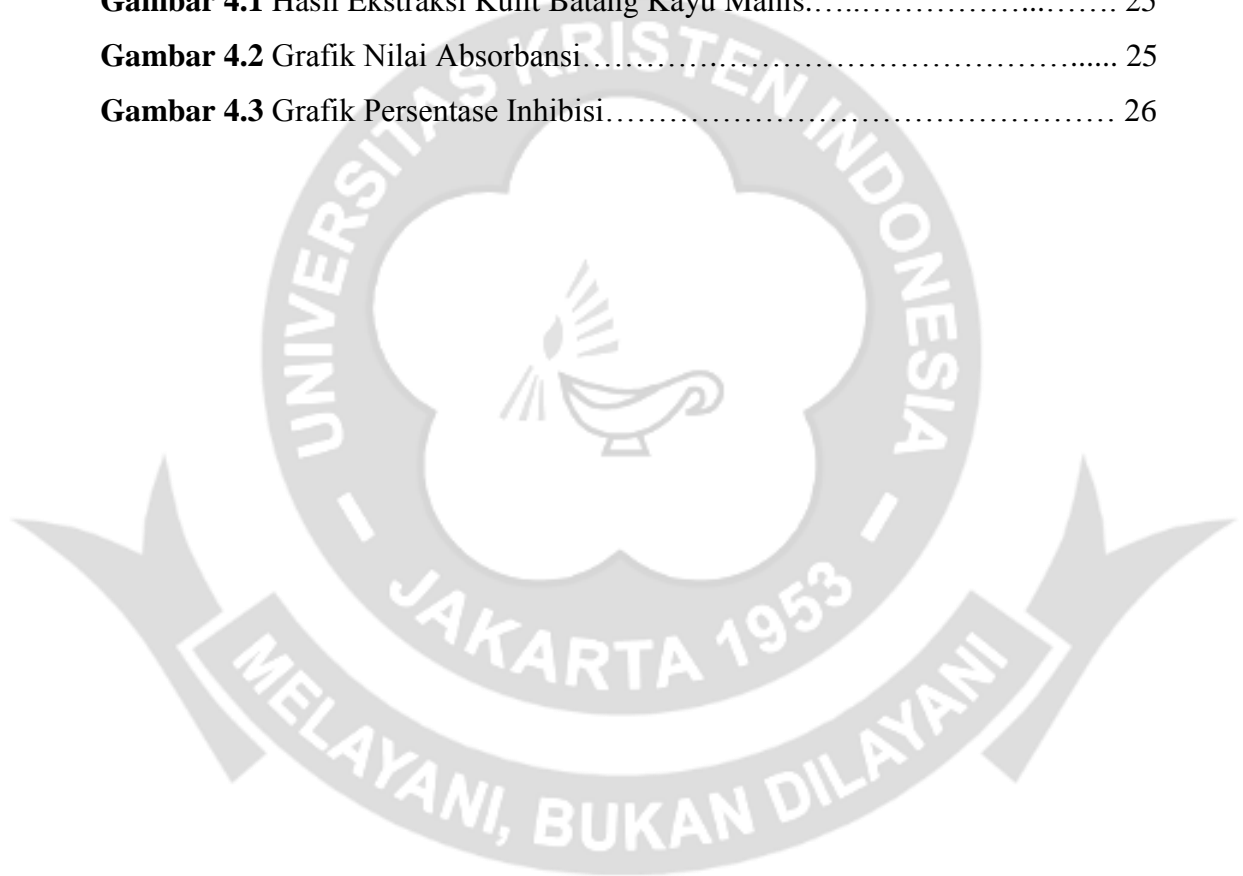 Gambar 4.1 Hasil Ekstraksi Kulit Batang Kayu Manis…..……………...……. 25
Gambar 4.2 Grafik Nilai Absorbansi…………………………………………...... 25
Gambar 4.3 Grafik Persentase Inhibisi………………………………………… 26
UNIVERSITAS KRISTEN INDONESIA
- JAKARTA 1953 -
MELAYANI, BUKAN DILAYANI